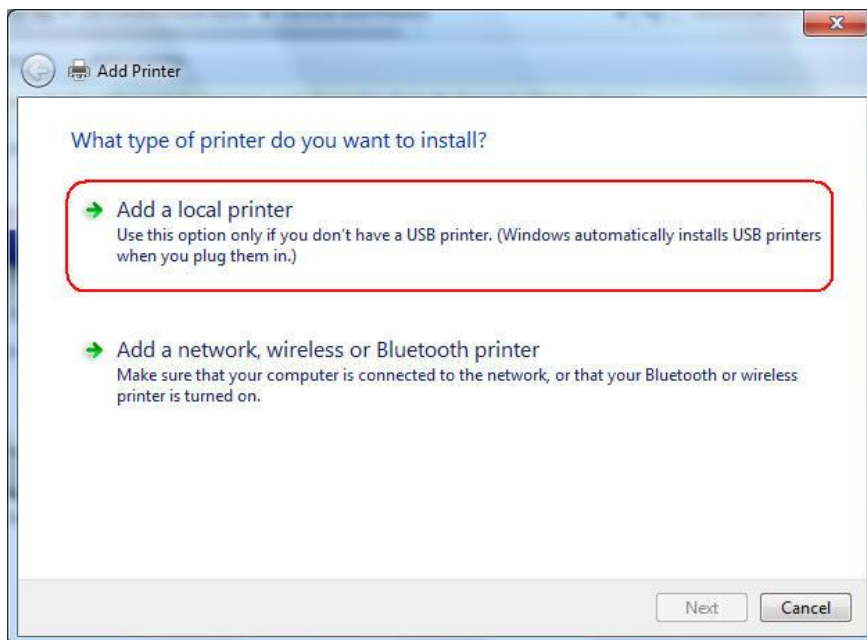 Add Printer
What type of printer do you want to install?
Add a local printer
Use this option only if you don't have a USB printer. (Windows automatically installs USB printers
when you plug them in.)
Add a network, wireless or Bluetooth printer
Make sure that your computer is connected to the network, or that your Bluetooth or wireless
printer is turned on.
Next
Cancel